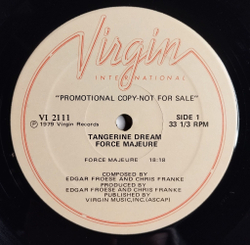 Virgin
INTERNATIONAL
"PROMOTIONAL COPY-NOT FOR SALE"
VI 2111
℗ 1979 Virgin Records
SIDE 1
33 1/3 RPM
TANGERINE DREAM
FORCE MAJEURE
FORCE MAJEURE 18:18
COMPOSED BY
EDGAR FROESE AND CHRIS FRANKE
PRODUCED BY
EDGAR FROESE AND CHRIS FRANKE
PUBLISHED BY
VIRGIN MUSIC,INC.(ASCAP)